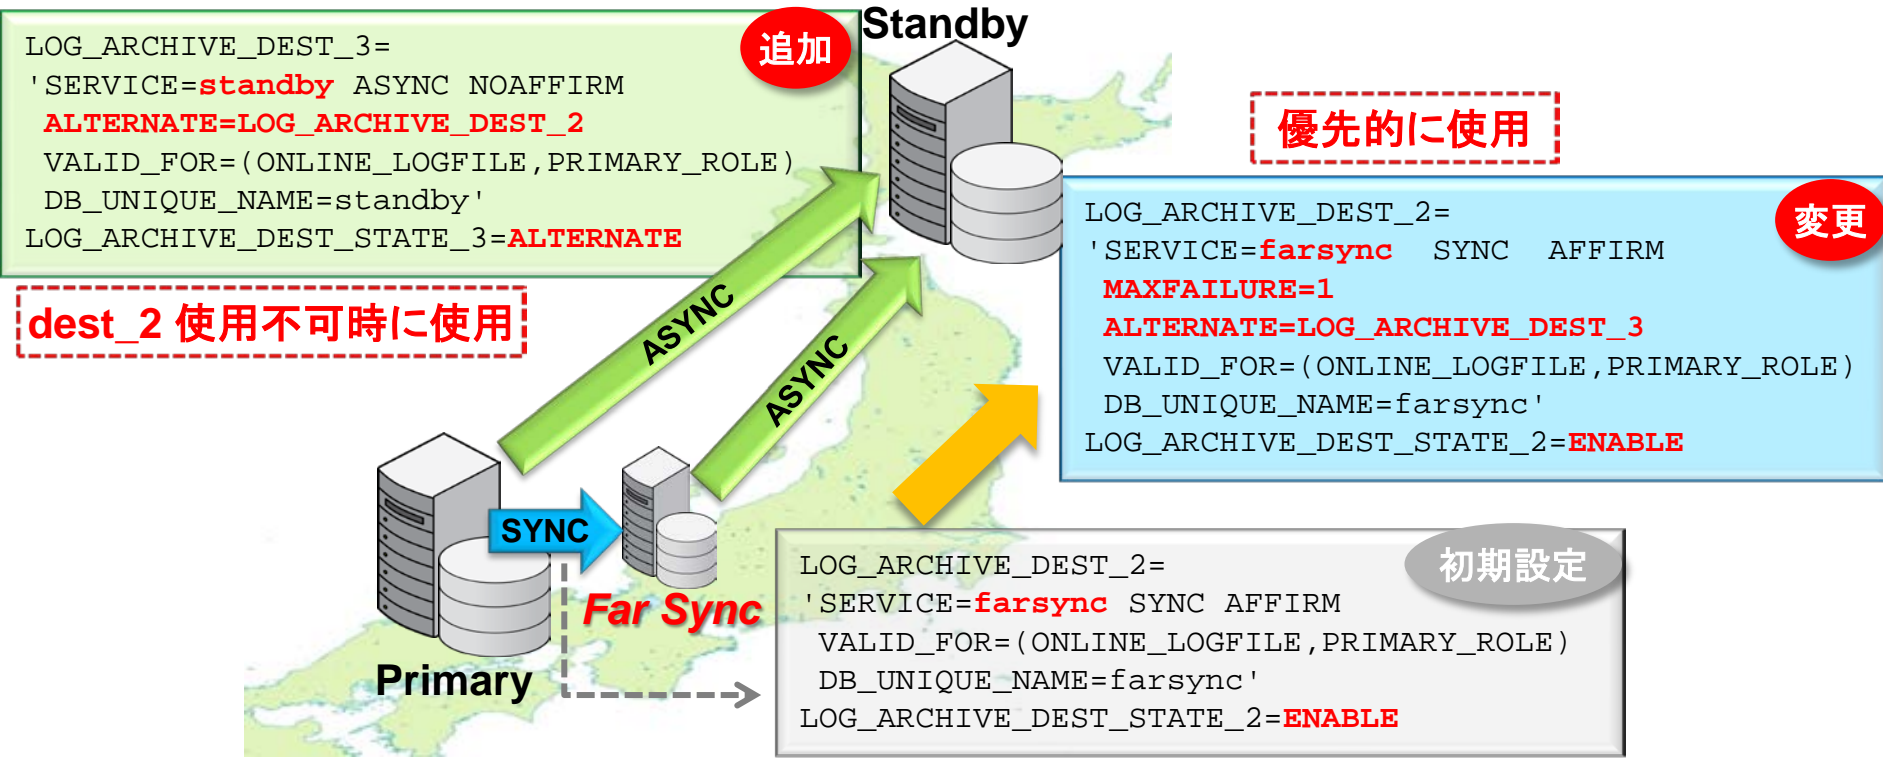 Standby
LOG_ARCHIVE_DEST_3=
'SERVICE=standby ASYNC NOAFFIRM
ALTERNATE=LOG_ARCHIVE_DEST_2
VALID_FOR=(ONLINE_LOGFILE,PRIMARY_ROLE)
DB_UNIQUE_NAME=standby'
LOG_ARCHIVE_DEST_STATE_3=ALTERNATE
追加
dest_2 使用不可時に使用
優先的に使用
LOG_ARCHIVE_DEST_2=
'SERVICE=farsync SYNC AFFIRM
MAXFAILURE=1
ALTERNATE=LOG_ARCHIVE_DEST_3
VALID_FOR=(ONLINE_LOGFILE,PRIMARY_ROLE)
DB_UNIQUE_NAME=farsync'
LOG_ARCHIVE_DEST_STATE_2=ENABLE
変更
ASYNC
ASYNC
SYNC
Far Sync
Primary
LOG_ARCHIVE_DEST_2=
'SERVICE=farsync SYNC AFFIRM
VALID_FOR=(ONLINE_LOGFILE,PRIMARY_ROLE)
DB_UNIQUE_NAME=farsync'
LOG_ARCHIVE_DEST_STATE_2=ENABLE
初期設定